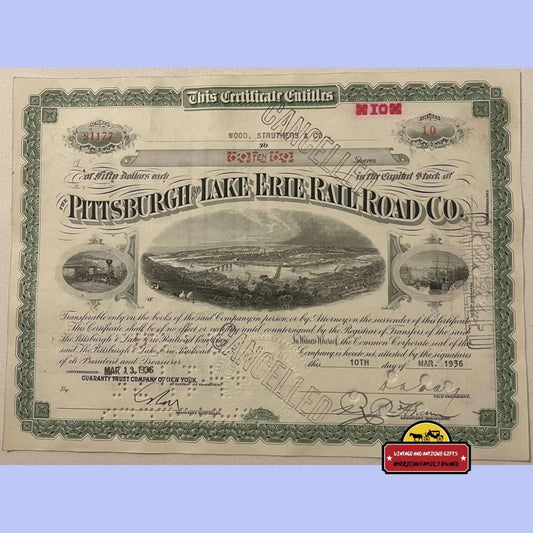 This Certificate Entitles
CANCELLED
10
31177
WOOD, STRUTHERS & CO
10
TO
TEN
Shares
of Fifty Dollars each
in the Capital Stock of
THE PITTSBURGH AND LAKE ERIE RAIL ROAD CO.
Transferable only on the books of the said Company, in person, or by Attorney, on the surrender of this certificate
This Certificate shall be of no effect or validity until countersigned by the Registrar of Transfers of the said
The Pittsburgh & Lake Erie Railroad Company
In Witness Whereof, the Common Corporate seal of the
said The Pittsburgh & Lake Erie Railroad
Company is hereto set, attested by the signatures
of its President and Treasurer
this 10TH day of MAR. 1936
COUNTERSIGNED MAR 13 1936
GUARANTY TRUST COMPANY OF NEW YORK.
By
VICE PRESIDENT.
CANCELLED
VINTAGE AND ANTIQUE GIFTS
AMERICAN FAMILY OWNED